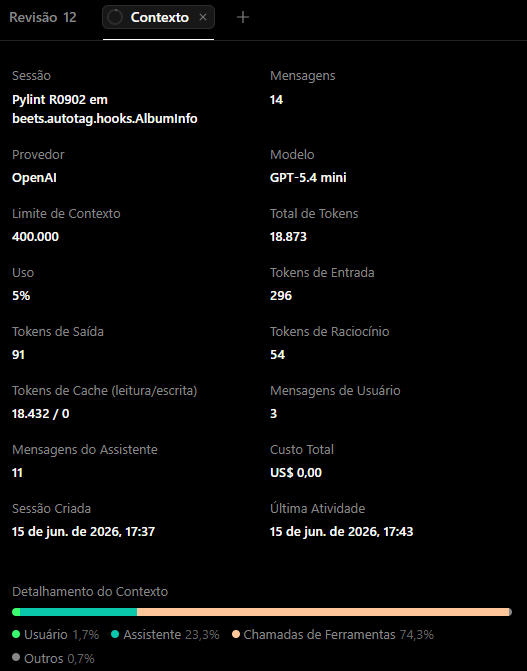 Revisão 12 Contexto
Sessão Mensagens
Pylint R0902 em 14
beets.autotag.hooks.AlbumInfo
Provedor Modelo
OpenAI GPT-5.4 mini
Limite de Contexto Total de Tokens
400.000 18.873
Uso Tokens de Entrada
5% 296
Tokens de Saída Tokens de Raciocínio
91 54
Tokens de Cache (leitura/escrita) Mensagens de Usuário
18.432 / 0 3
Mensagens do Assistente Custo Total
11 US$ 0,00
Sessão Criada Última Atividade
15 de jun. de 2026, 17:37 15 de jun. de 2026, 17:43
Detalhamento do Contexto
Usuário 1,7% Assistente 23,3% Chamadas de Ferramentas 74,3%
Outros 0,7%